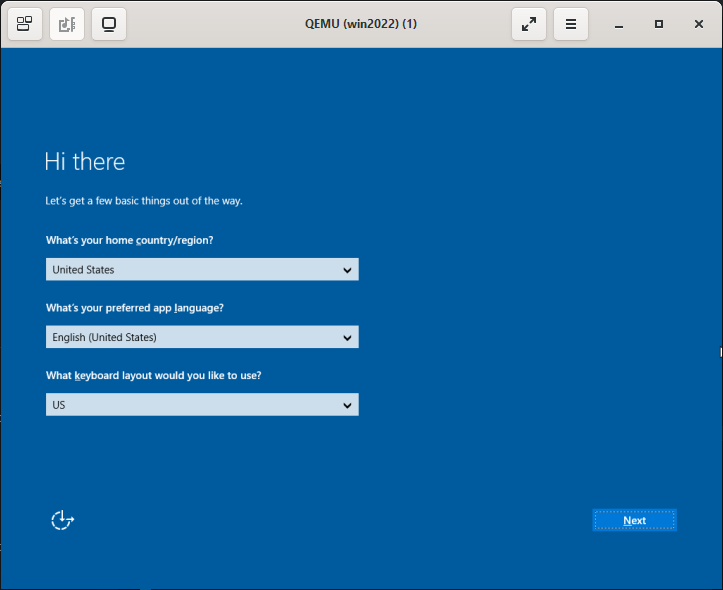 QEMU (win2022) (1)
Hi there
Let's get a few basic things out of the way.
What's your home country/region?
United States
What's your preferred app language?
English (United States)
What keyboard layout would you like to use?
US
Next